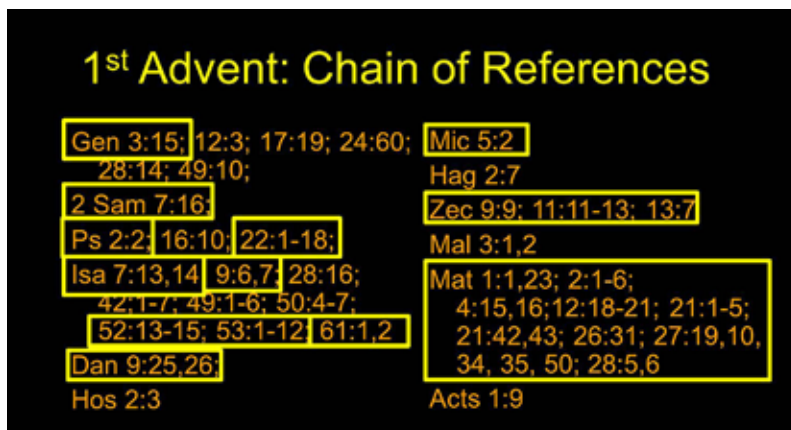 1st Advent: Chain of References
Gen 3:15; 12:3; 17:19; 24:60;
28:14; 49:10;
2 Sam 7:16;
Ps 2:2; 16:10; 22:1-18;
Isa 7:13,14 9:6,7; 28:16;
42;1-7; 49:1-6; 50:4-7;
52:13-15; 53:1-12; 61:1,2
Dan 9:25,26;
Hos 2:3
Mic 5:2
Hag 2:7
Zec 9:9; 11:11-13; 13:7
Mal 3:1,2
Mat 1:1,23; 2:1-6;
4:15,16;12:18-21; 21:1-5;
21:42,43; 26:31; 27:19,10,
34, 35, 50; 28:5,6
Acts 1:9